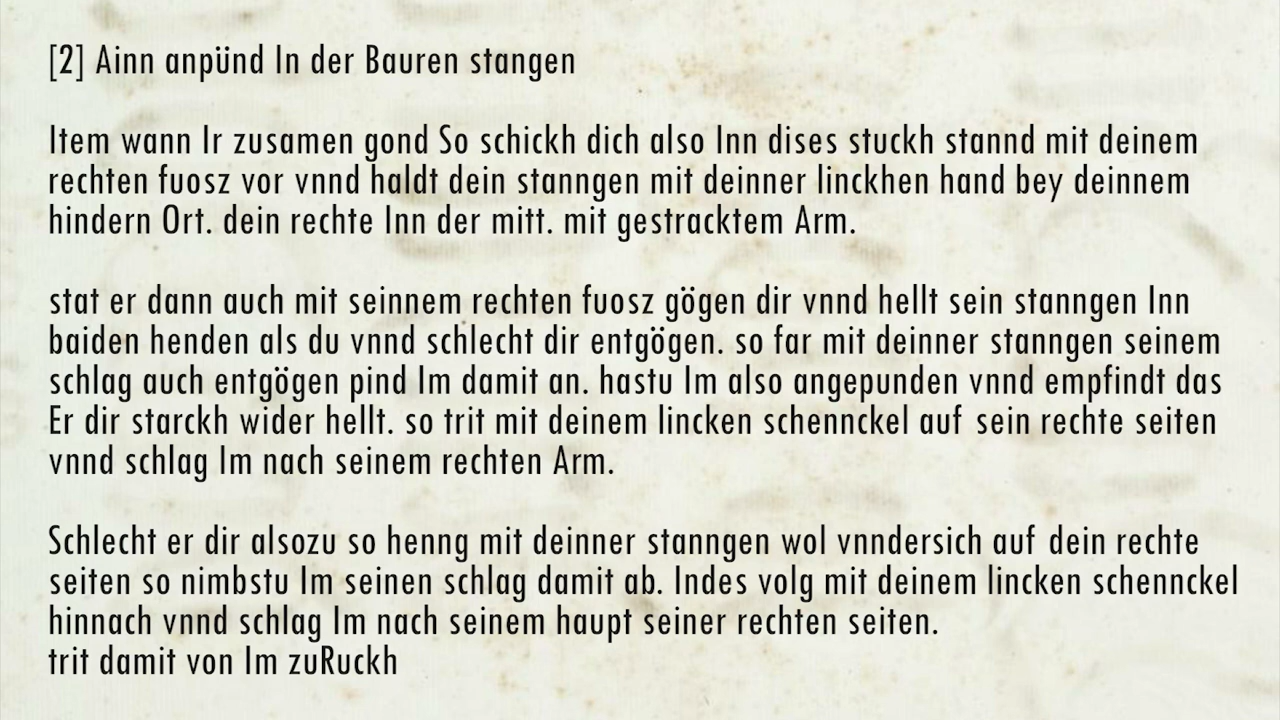 [2] Ainn anpünd In der Bauren stangen
Item wann Ir zusamen gond So schickh dich also Inn dises stuckh stannd mit deinem
rechten fuosz vor vnnd haldt dein stanngen mit deinner linckhen hand bey deinnem
hindern Ort. dein rechte Inn der mitt. mit gestracktem Arm.
stat er dann auch mit seinnem rechten fuosz gögen dir vnnd hellt sein stanngen Inn
baiden henden als du vnnd schlecht dir entgögen. so far mit deinner stanngen seinem
schlag auch entgögen pind Im damit an. hastu Im also angepunden vnnd empfindt das
Er dir starckh wider hellt. so trit mit deinem lincken schennckel auf sein rechte seiten
vnnd schlag Im nach seinem rechten Arm.
Schlecht er dir alsozu so henng mit deinner stanngen wol vnndersich auf dein rechte
seiten so nimbstu Im seinen schlag damit ab. Indes volg mit deinem lincken schennckel
hinnach vnnd schlag Im nach seinem haupt seiner rechten seiten.
trit damit von Im zuRuckh